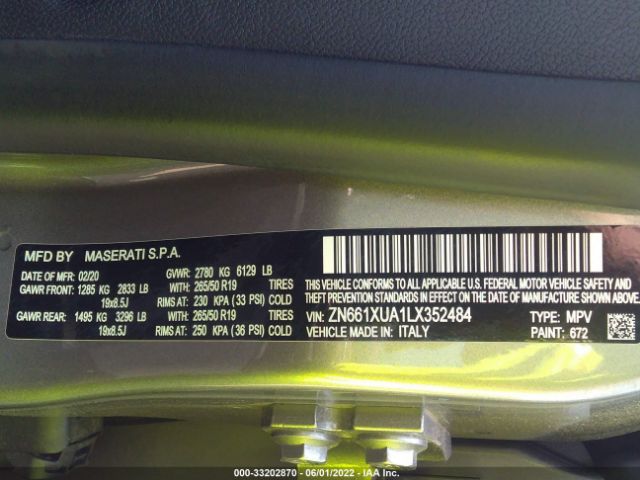 MFD BY MASERATI S.P.A.
DATE OF MFD: 02/20 GVWR: 2780 KG 6129 LB
GAWR FRONT: 1285 KG 2833 LB WITH: 265/50 R19 TIRES
19x8.5J RIMS AT: 230 KPA (33 PSI) COLD
GAWR REAR: 1495 KG 3296 LB WITH: 265/50 R19 TIRES
19x8.5J RIMS AT: 250 KPA (36 PSI) COLD
THIS VEHICLE CONFORMS TO ALL APPLICABLE U.S. FEDERAL MOTOR VEHICLE
SAFETY, BUMPER, AND THEFT PREVENTION STANDARDS IN EFFECT ON THE DATE OF MANUFACTURE SHOWN ABOVE.
VIN: ZN661XUA1LX352484 TYPE: MPV
VEHICLE MADE IN: ITALY PAINT: 672
000-33202870 - 06/01/2022 - COPART.COM